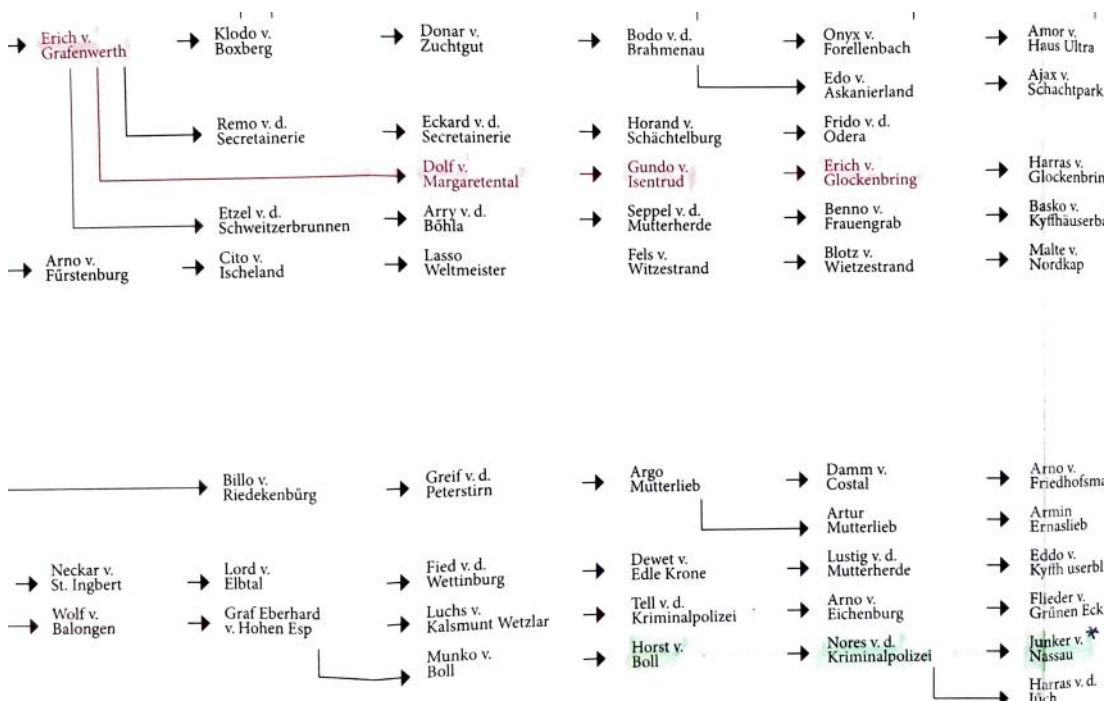 Erich v.
Grafenwerth
Klodo v.
Boxberg
Donar v.
Zuchtgut
Bodo v. d.
Brahmenau
Onyx v.
Forellenbach
Amor v.
Haus Ultra
Edo v.
Askanierland
Ajax v.
Schachtpark
Remo v. d.
Secretainerie
Eckard v. d.
Secretainerie
Horand v.
Schächtelburg
Frido v. d.
Odera
Dolf v.
Margaretental
Gundo v.
Isentrud
Erich v.
Glockenbring
Harras v.
Glockenbrin
Etzel v. d.
Schweitzerbrunnen
Arry v. d.
Böhla
Seppel v. d.
Mutterherde
Benno v.
Frauengrab
Basko v.
Kyffhäuserba
Arno v.
Fürstenburg
Cito v.
Ischeland
Lasso
Weltmeister
Fels v.
Witzestrand
Blotz v.
Wietzestrand
Malte v.
Nordkap
Billo v.
Riedekenbürg
Greif v. d.
Peterstirn
Argo
Mutterlieb
Damm v.
Costal
Arno v.
Friedhofsma
Artur
Mutterlieb
Armin
Ernaslieb
Neckar v.
St. Ingbert
Lord v.
Elbtal
Fied v. d.
Wettinburg
Dewet v.
Edle Krone
Lustig v. d.
Mutterherde
Eddo v.
Kyffh userbl
Wolf v.
Balongen
Graf Eberhard
v. Hohen Esp
Luchs v.
Kalsmunt Wetzlar
Tell v. d.
Kriminalpolizei
Arno v.
Eichenburg
Flieder v.
Grünen Eck
Munko v.
Boll
Horst v.
Boll
Nores v. d.
Kriminalpolizei
Junker v. *
Nassau
Harras v. d.
Jüch